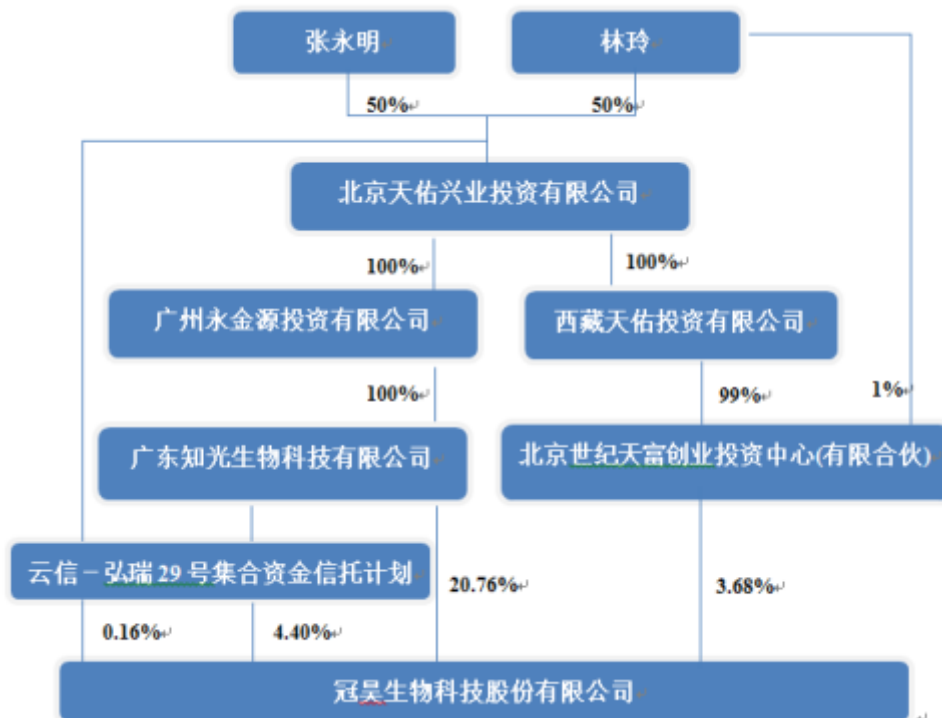 张永明
林玲
50%
50%
北京天佑兴业投资有限公司
100%
100%
广州永金源投资有限公司
西藏天佑投资有限公司
100%
99%
1%
广东知光生物科技有限公司
北京世纪天富创业投资中心(有限合伙)
云信－弘瑞29号集合资金信托计划
20.76%
3.68%
0.16%
4.40%
冠昊生物科技股份有限公司